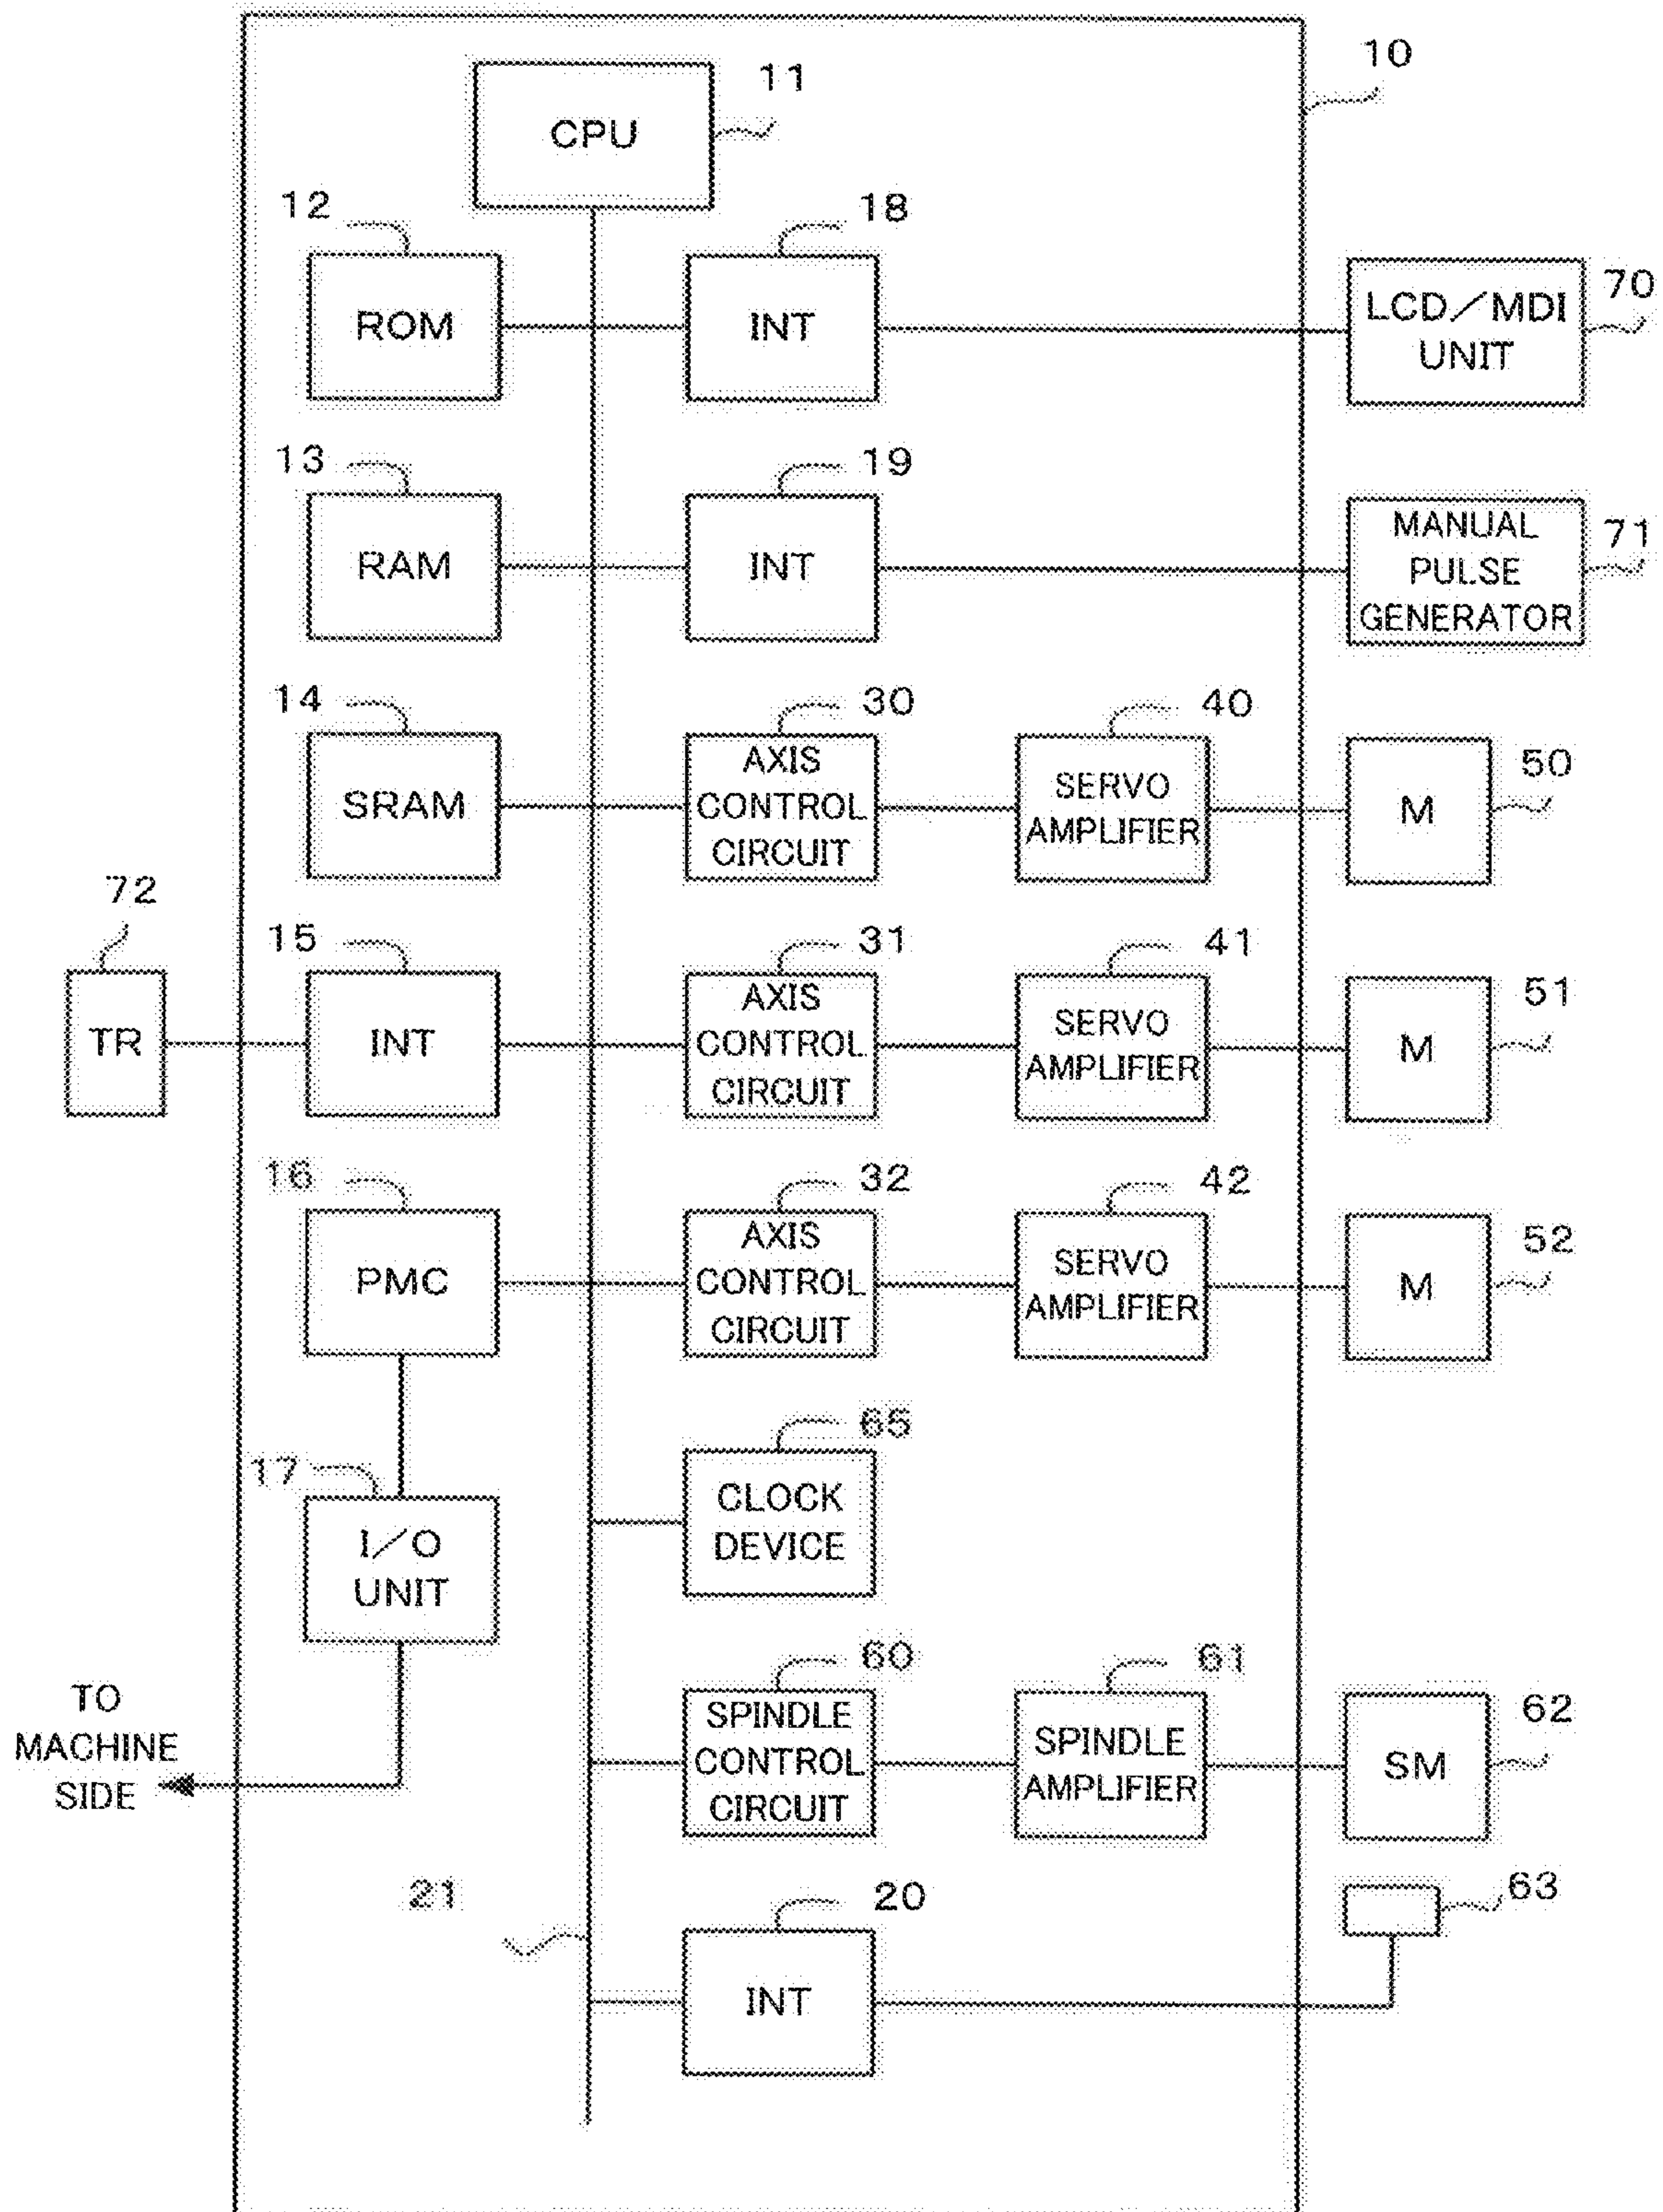 10
11
CPU
12
18
ROM
INT
LCD/MDI
UNIT
70
13
19
RAM
INT
MANUAL
PULSE
GENERATOR
71
14
30
40
SRAM
AXIS
CONTROL
CIRCUIT
SERVO
AMPLIFIER
M
50
72
15
31
41
TR
INT
AXIS
CONTROL
CIRCUIT
SERVO
AMPLIFIER
M
51
16
32
42
PMC
AXIS
CONTROL
CIRCUIT
SERVO
AMPLIFIER
M
52
65
CLOCK
DEVICE
17
I/O
UNIT
TO
MACHINE
SIDE
60
61
SPINDLE
CONTROL
CIRCUIT
SPINDLE
AMPLIFIER
SM
62
21
20
INT
63